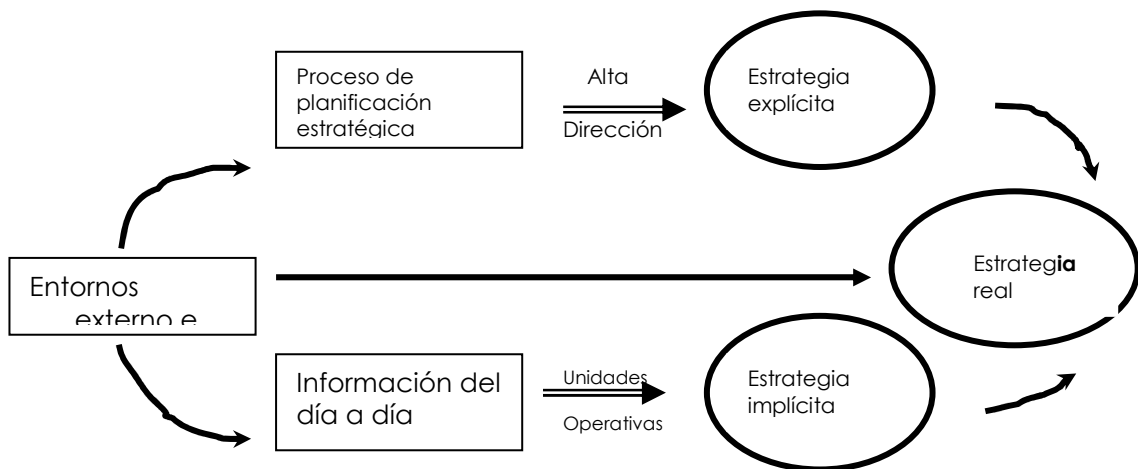 Proceso de
planificación
estratégica
Alta
Dirección
Estrategia
explícita
Entornos
externo e
Estrategia
real
Información del
día a día
Unidades
Operativas
Estrategia
implícita